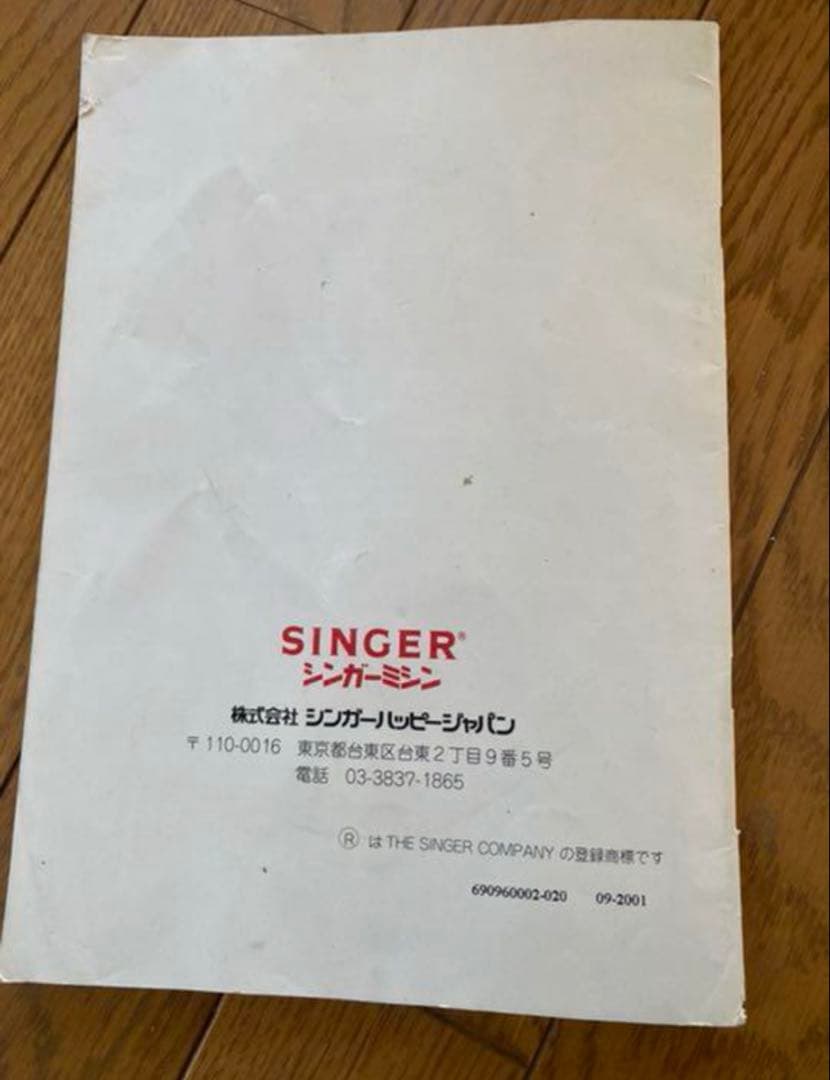 SINGER®
シンガーミシン
株式会社 シンガーハッピージャパン
〒110-0016 東京都台東区台東2丁目9番5号
電話 03-3837-1865
Ⓡ は THE SINGER COMPANY の登録商標です
690960002-020 09-2001